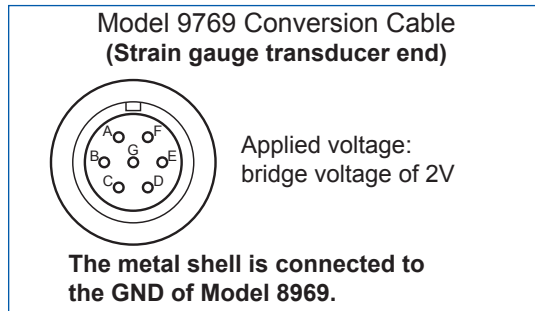 Model 9769 Conversion Cable
(Strain gauge transducer end)
A F
G
B E
C D
Applied voltage:
bridge voltage of 2V
The metal shell is connected to
the GND of Model 8969.